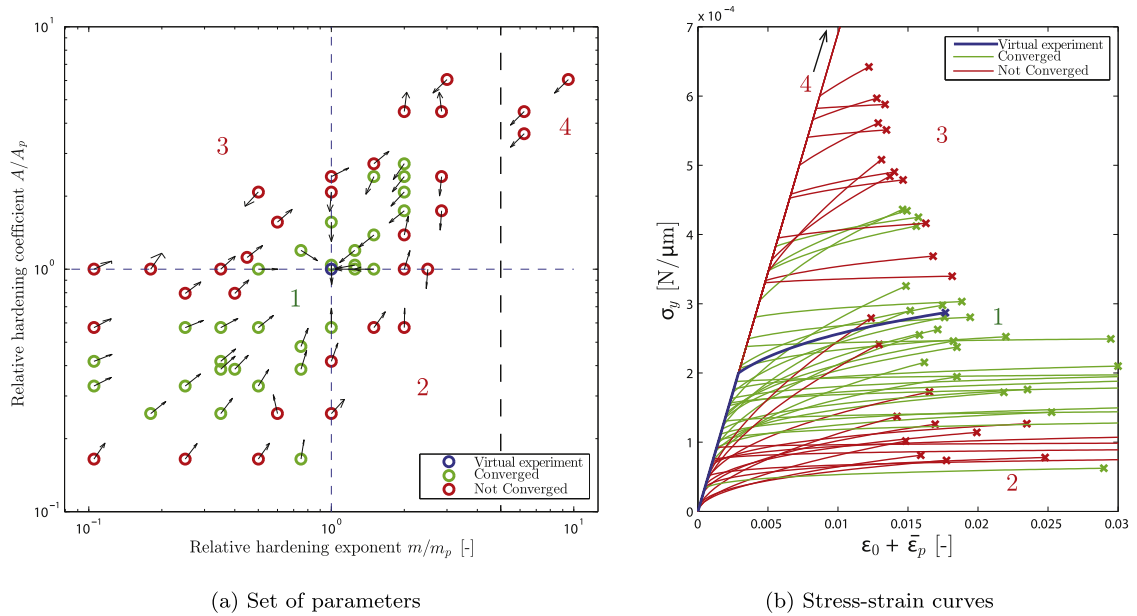 10^1
10^0
10^-1
Relative hardening coefficient A/A_p
3
4
1
2
Virtual experiment
Converged
Not Converged
10^-1
10^0
10^1
Relative hardening exponent m/m_p [-]
(a) Set of parameters
7 × 10^-4
6
5
4
3
2
1
0
σ_y [N/μm]
Virtual experiment
Converged
Not Converged
4
3
1
2
0
0.005
0.01
0.015
0.02
0.025
0.03
ε_0 + ε̄_p [-]
(b) Stress-strain curves